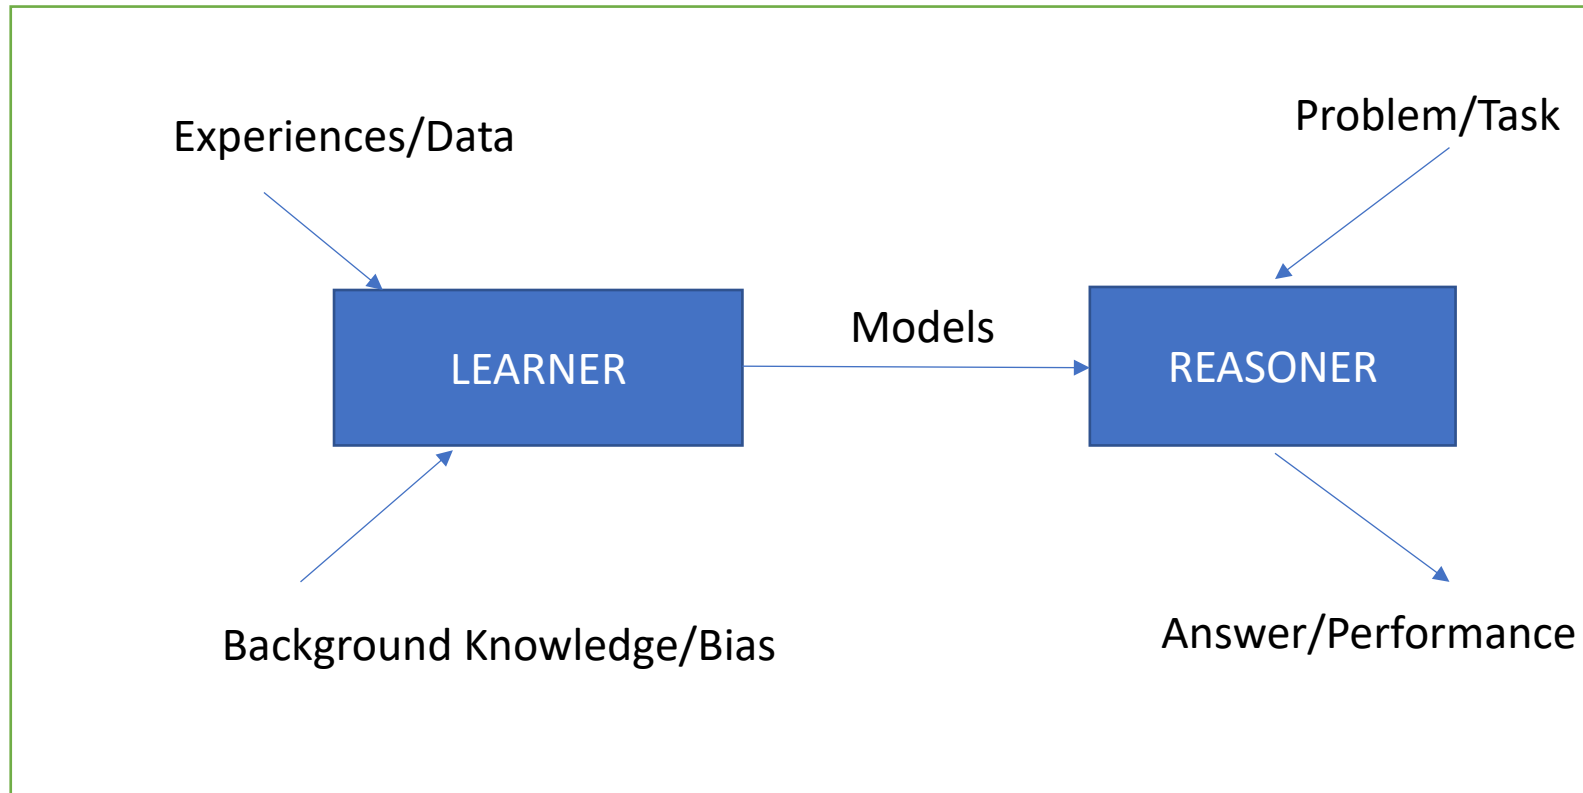 Experiences/Data
Problem/Task
Models
LEARNER
REASONER
Background Knowledge/Bias
Answer/Performance